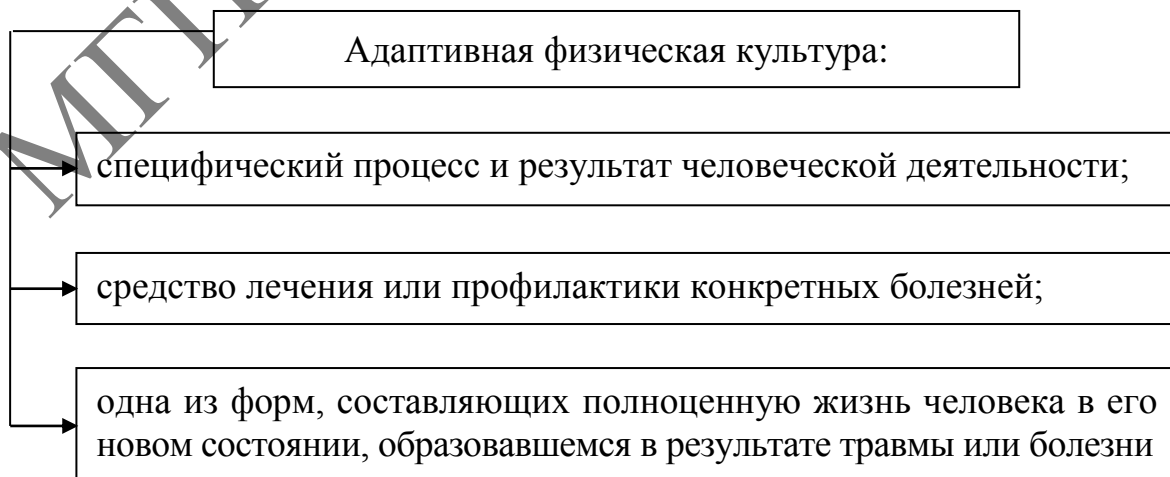 Адаптивная физическая культура:
специфический процесс и результат человеческой деятельности;
средство лечения или профилактики конкретных болезней;
одна из форм, составляющих полноценную жизнь человека в его
новом состоянии, образовавшемся в результате травмы или болезни